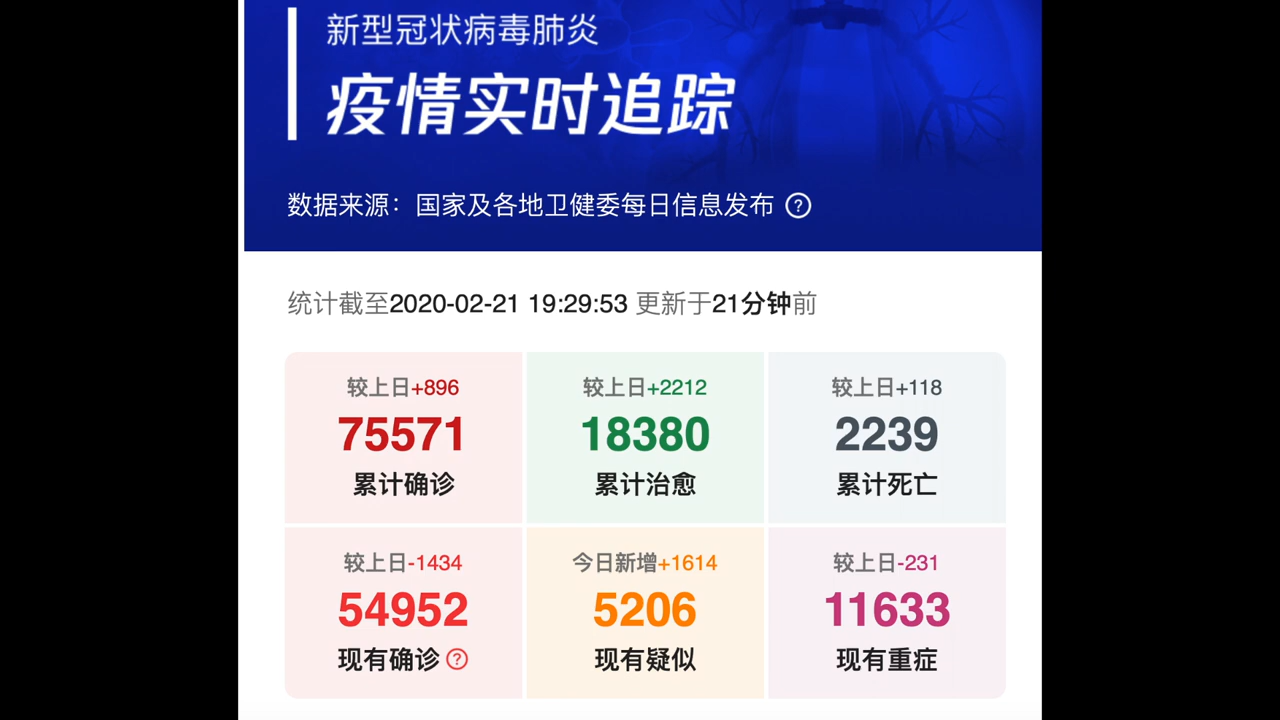 新型冠状病毒肺炎
疫情实时追踪
数据来源：国家及各地卫健委每日信息发布 ?
统计截至2020-02-21 19:29:53 更新于21分钟前
较上日+896
75571
累计确诊
较上日+2212
18380
累计治愈
较上日+118
2239
累计死亡
较上日-1434
54952
现有确诊 ?
今日新增+1614
5206
现有疑似
较上日-231
11633
现有重症